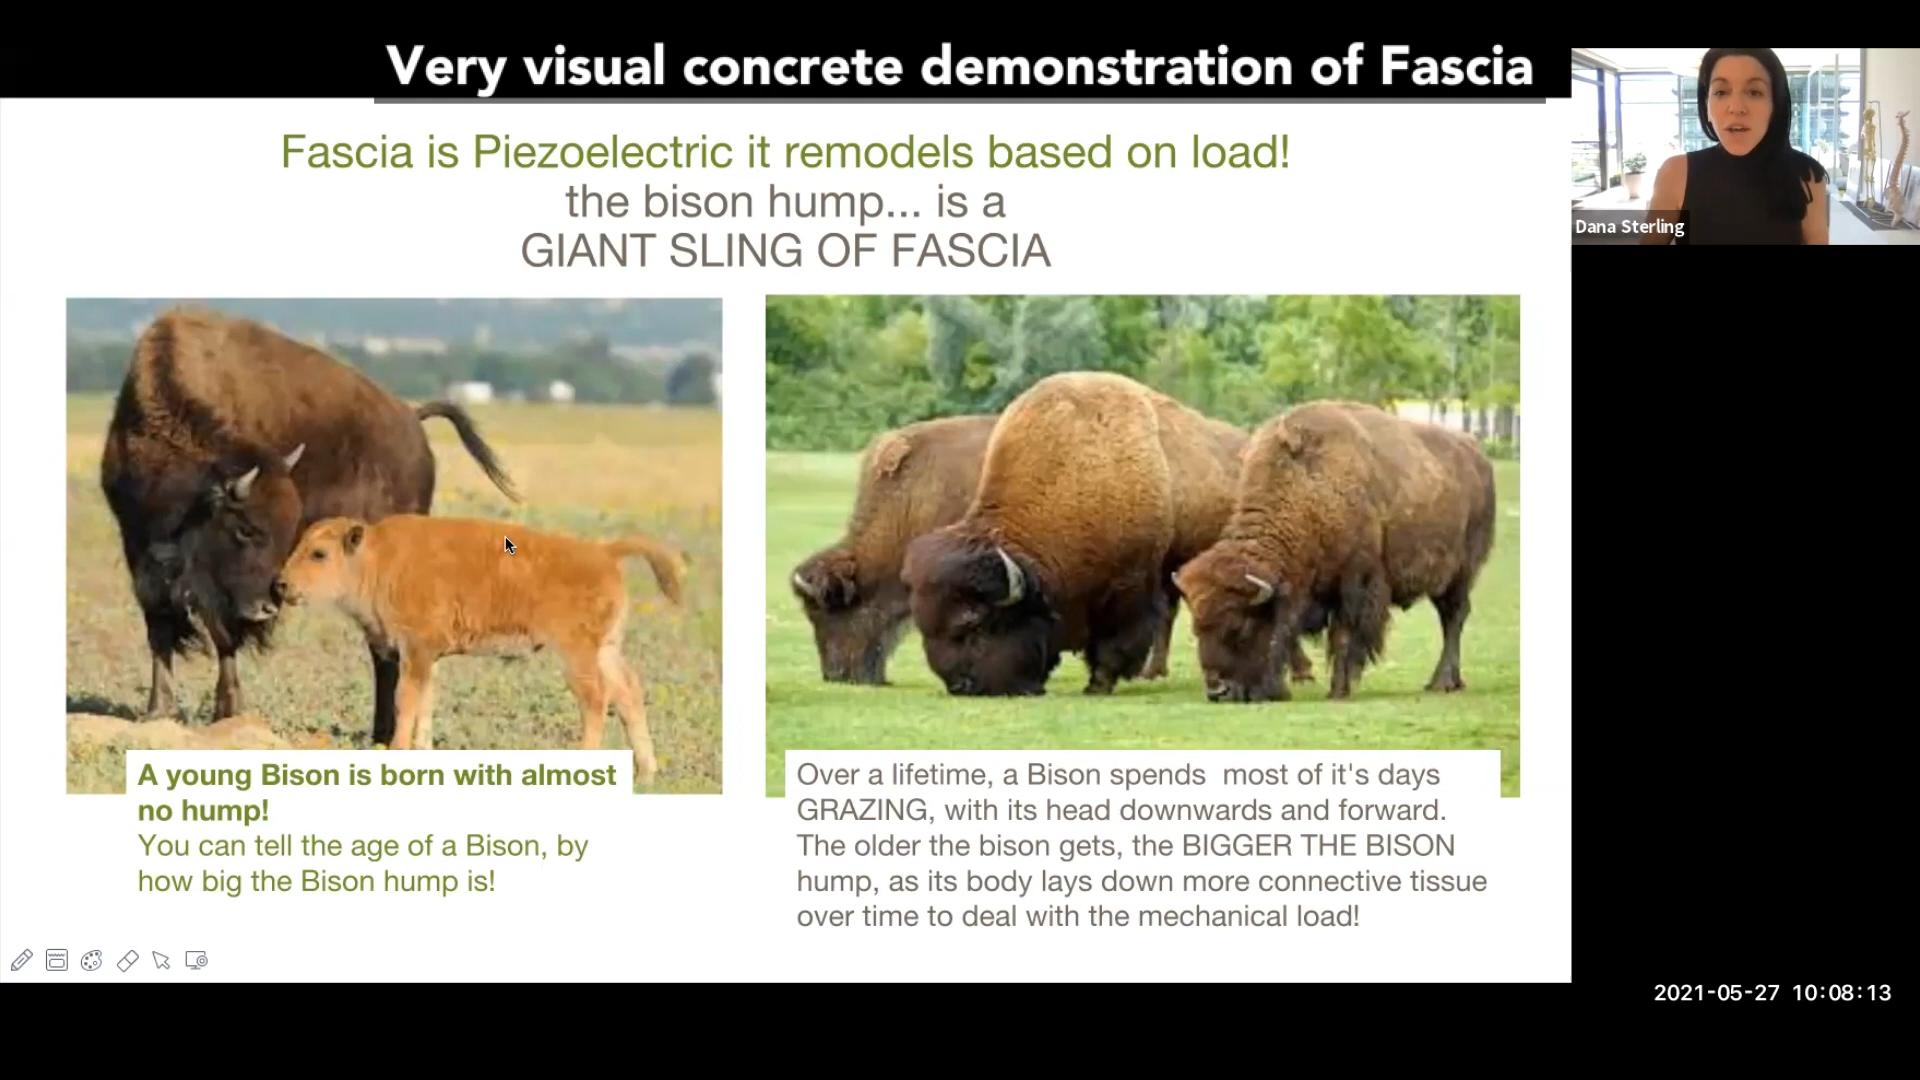 Very visual concrete demonstration of Fascia
Fascia is Piezoelectric it remodels based on load!
the bison hump... is a
GIANT SLING OF FASCIA
Dana Sterling
A young Bison is born with almost
no hump!
You can tell the age of a Bison, by
how big the Bison hump is!
Over a lifetime, a Bison spends  most of it's days
GRAZING, with its head downwards and forward.
The older the bison gets, the BIGGER THE BISON
hump, as its body lays down more connective tissue
over time to deal with the mechanical load!
2021-05-27 10:08:13